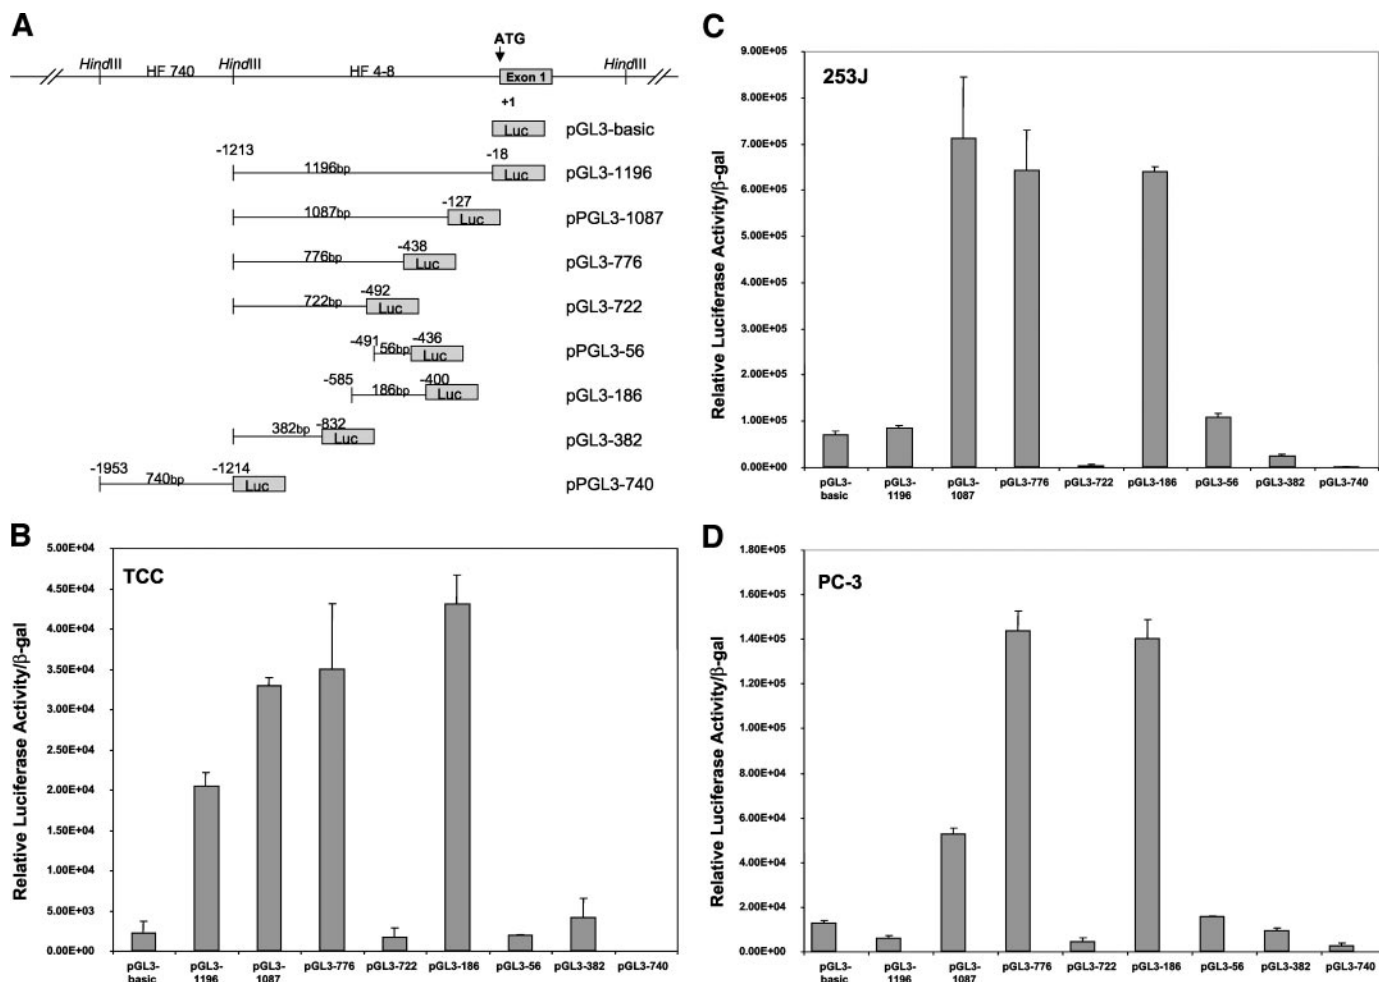 A
ATG
HindIII
HF 740
HindIII
HF 4-8
Exon 1
HindIII
+1
Luc
pGL3-basic
-1213
1196bp
-18
Luc
pGL3-1196
1087bp
-127
Luc
pPGL3-1087
776bp
-438
Luc
pGL3-776
722bp
-492
Luc
pGL3-722
-491
56bp
-436
Luc
pPGL3-56
-585
186bp
-400
Luc
pGL3-186
382bp
-832
Luc
pGL3-382
-1953
740bp
-1214
Luc
pPGL3-740
B
TCC
Relative Luciferase Activity/β-gal
5.00E+04
4.50E+04
4.00E+04
3.50E+04
3.00E+04
2.50E+04
2.00E+04
1.50E+04
1.00E+04
5.00E+03
0.00E+00
pGL3-basic
pGL3-1196
pGL3-1087
pGL3-776
pGL3-722
pGL3-186
pGL3-56
pGL3-382
pGL3-740
C
253J
Relative Luciferase Activity/β-gal
9.00E+05
8.00E+05
7.00E+05
6.00E+05
5.00E+05
4.00E+05
3.00E+05
2.00E+05
1.00E+05
0.00E+00
pGL3-basic
pGL3-1196
pGL3-1087
pGL3-776
pGL3-722
pGL3-186
pGL3-56
pGL3-382
pGL3-740
D
PC-3
Relative Luciferase Activity/β-gal
1.80E+05
1.60E+05
1.40E+05
1.20E+05
1.00E+05
8.00E+04
6.00E+04
4.00E+04
2.00E+04
0.00E+00
pGL3-basic
pGL3-1196
pGL3-1087
pGL3-776
pGL3-722
pGL3-186
pGL3-56
pGL3-382
pGL3-740